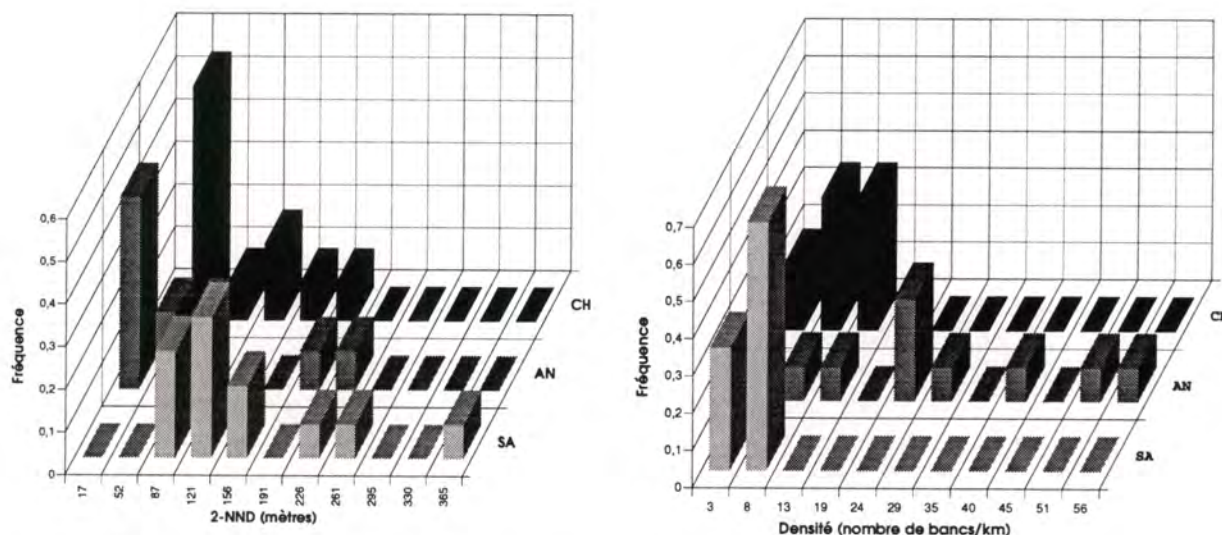 0,6
0,5
0,4
0,3
0,2
0,1
0
Fréquence
17 52 87 121 156 191 226 261 295 330 365
2-NND (mètres)
CH
AN
SA
0,7
0,6
0,5
0,4
0,3
0,2
0,1
0
Fréquence
3 8 13 19 24 29 35 40 45 51 56
Densité (nombre de bancs/km)
AN
SA